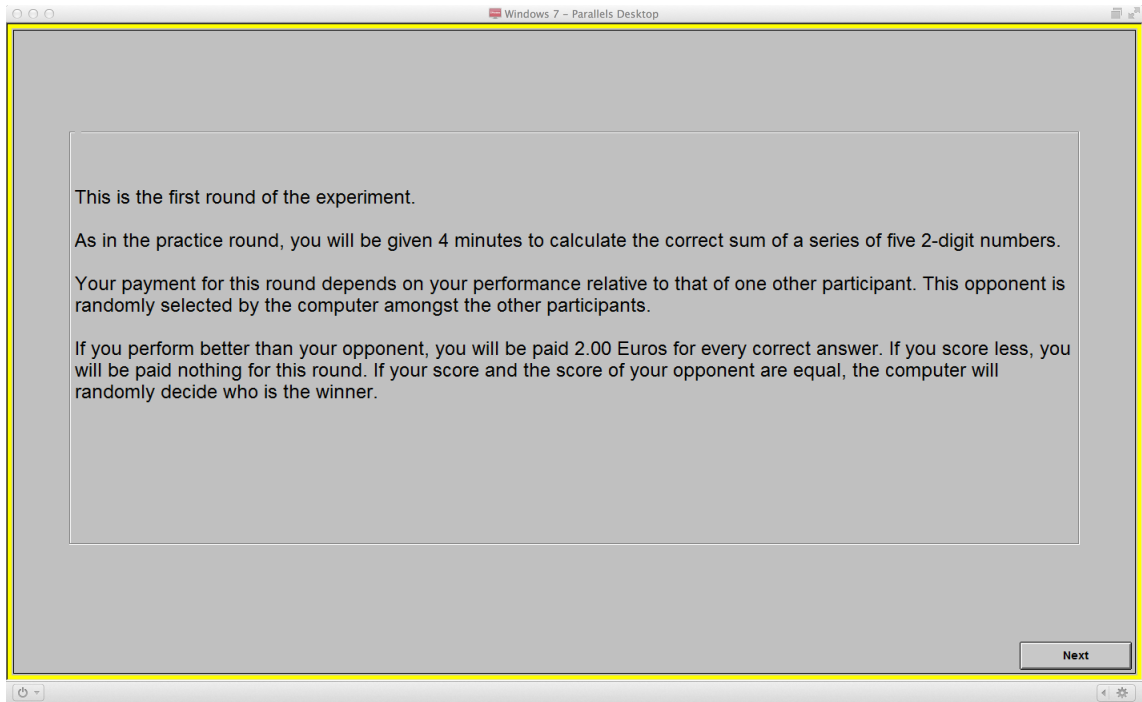 Windows 7 – Parallels Desktop
This is the first round of the experiment.
As in the practice round, you will be given 4 minutes to calculate the correct sum of a series of five 2-digit numbers.
Your payment for this round depends on your performance relative to that of one other participant. This opponent is
randomly selected by the computer amongst the other participants.
If you perform better than your opponent, you will be paid 2.00 Euros for every correct answer. If you score less, you
will be paid nothing for this round. If your score and the score of your opponent are equal, the computer will
randomly decide who is the winner.
Next